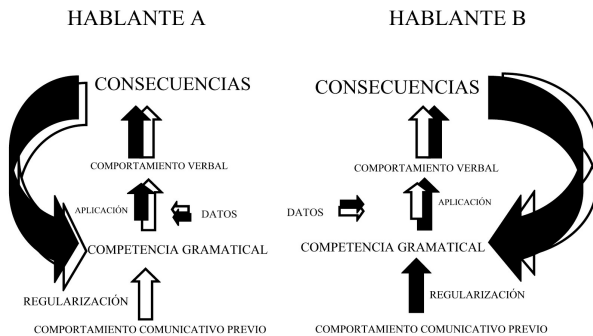 HABLANTE A
CONSECUENCIAS
COMPORTAMIENTO VERBAL
APLICACIÓN
DATOS
COMPETENCIA GRAMATICAL
REGULARIZACIÓN
COMPORTAMIENTO COMUNICATIVO PREVIO
HABLANTE B
CONSECUENCIAS
COMPORTAMIENTO VERBAL
APLICACIÓN
DATOS
COMPETENCIA GRAMATICAL
REGULARIZACIÓN
COMPORTAMIENTO COMUNICATIVO PREVIO